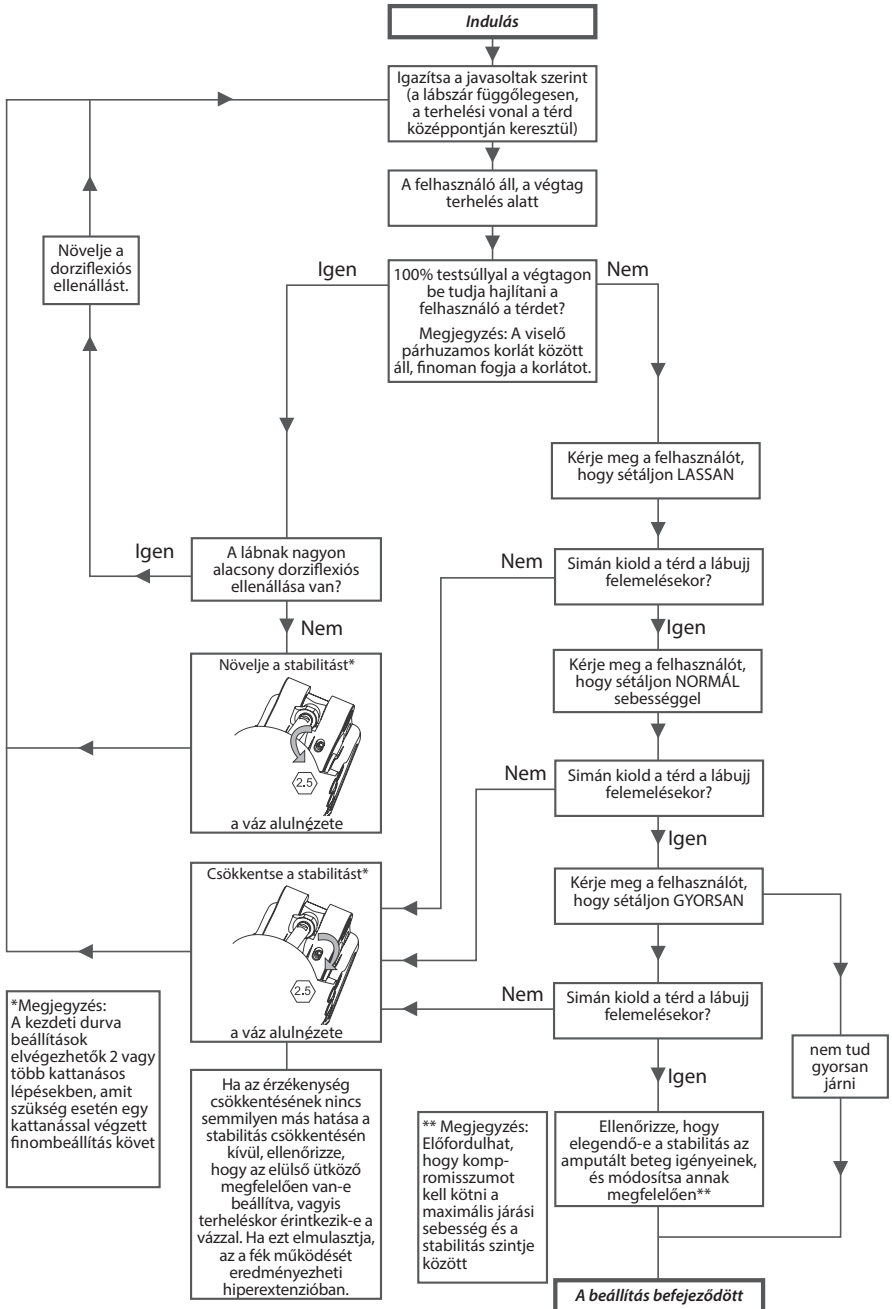 Indulás
Igazítsa a javasoltak szerint
(a lábszár függőlegesen,
a terhelési vonal a térd
középpontján keresztül)
A felhasználó áll, a végtag
terhelés alatt
Növelje a
dorziflexiós
ellenállást.
Igen
100% testsúllyal a végtagon
be tudja hajlítani a
felhasználó a térdet?
Megjegyzés: A viselő
párhuzamos korlát között
áll, finoman fogja a korlátot.
Nem
Kérje meg a felhasználót,
hogy sétáljon LASSAN
Igen
A lábnak nagyon
alacsony dorziflexiós
ellenállása van?
Nem
Nem
Simán kiold a térd a lábujj
felemelésekor?
Igen
Növelje a stabilitást*
2.5
a váz alulnézete
Kérje meg a felhasználót,
hogy sétáljon NORMÁL
sebességgel
Nem
Simán kiold a térd a lábujj
felemelésekor?
Igen
Csökkentse a stabilitást*
2.5
a váz alulnézete
Kérje meg a felhasználót,
hogy sétáljon GYORSAN
Nem
Simán kiold a térd a lábujj
felemelésekor?
Igen
nem tud
gyorsan
járni
*Megjegyzés:
A kezdeti durva
beállítások
elvégezhetők 2 vagy
több kattanásos
lépésekben, amit
szükség esetén egy
kattanással végzett
finombeállítás követ
Ha az érzékenység
csökkentésének nincs
semmilyen más hatása a
stabilitás csökkentésén
kívül, ellenőrizze,
hogy az elülső ütköző
megfelelően van-e
beállítva, vagyis
terheléskor érintkezik-e a
vázzal. Ha ezt elmulasztja,
az a fék működését
eredményezheti
hiperextenzióban.
** Megjegyzés:
Előfordulhat,
hogy komp-
romisszumot
kell kötni a
maximális járási
sebesség és a
stabilitás szintje
között
Ellenőrizze, hogy
elegendő-e a stabilitás az
amputált beteg igényeinek,
és módosítsa annak
megfelelően**
A beállítás befejeződött